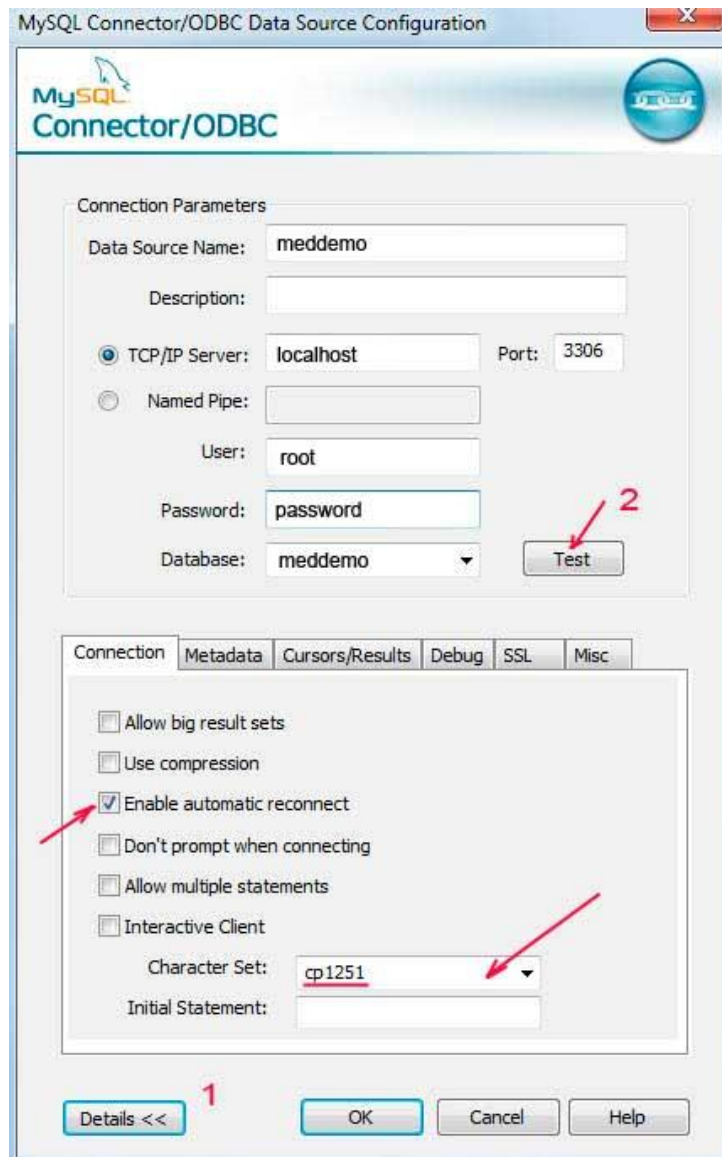 MySQL Connector/ODBC Data Source Configuration
MySQL
Connector/ODBC
Connection Parameters
Data Source Name: meddemo
Description:
TCP/IP Server: localhost Port: 3306
Named Pipe:
User: root
Password: password
2
Database: meddemo Test
Connection Metadata Cursors/Results Debug SSL Misc
Allow big result sets
Use compression
Enable automatic reconnect
Don't prompt when connecting
Allow multiple statements
Interactive Client
Character Set: cp1251
Initial Statement:
1
Details << OK Cancel Help